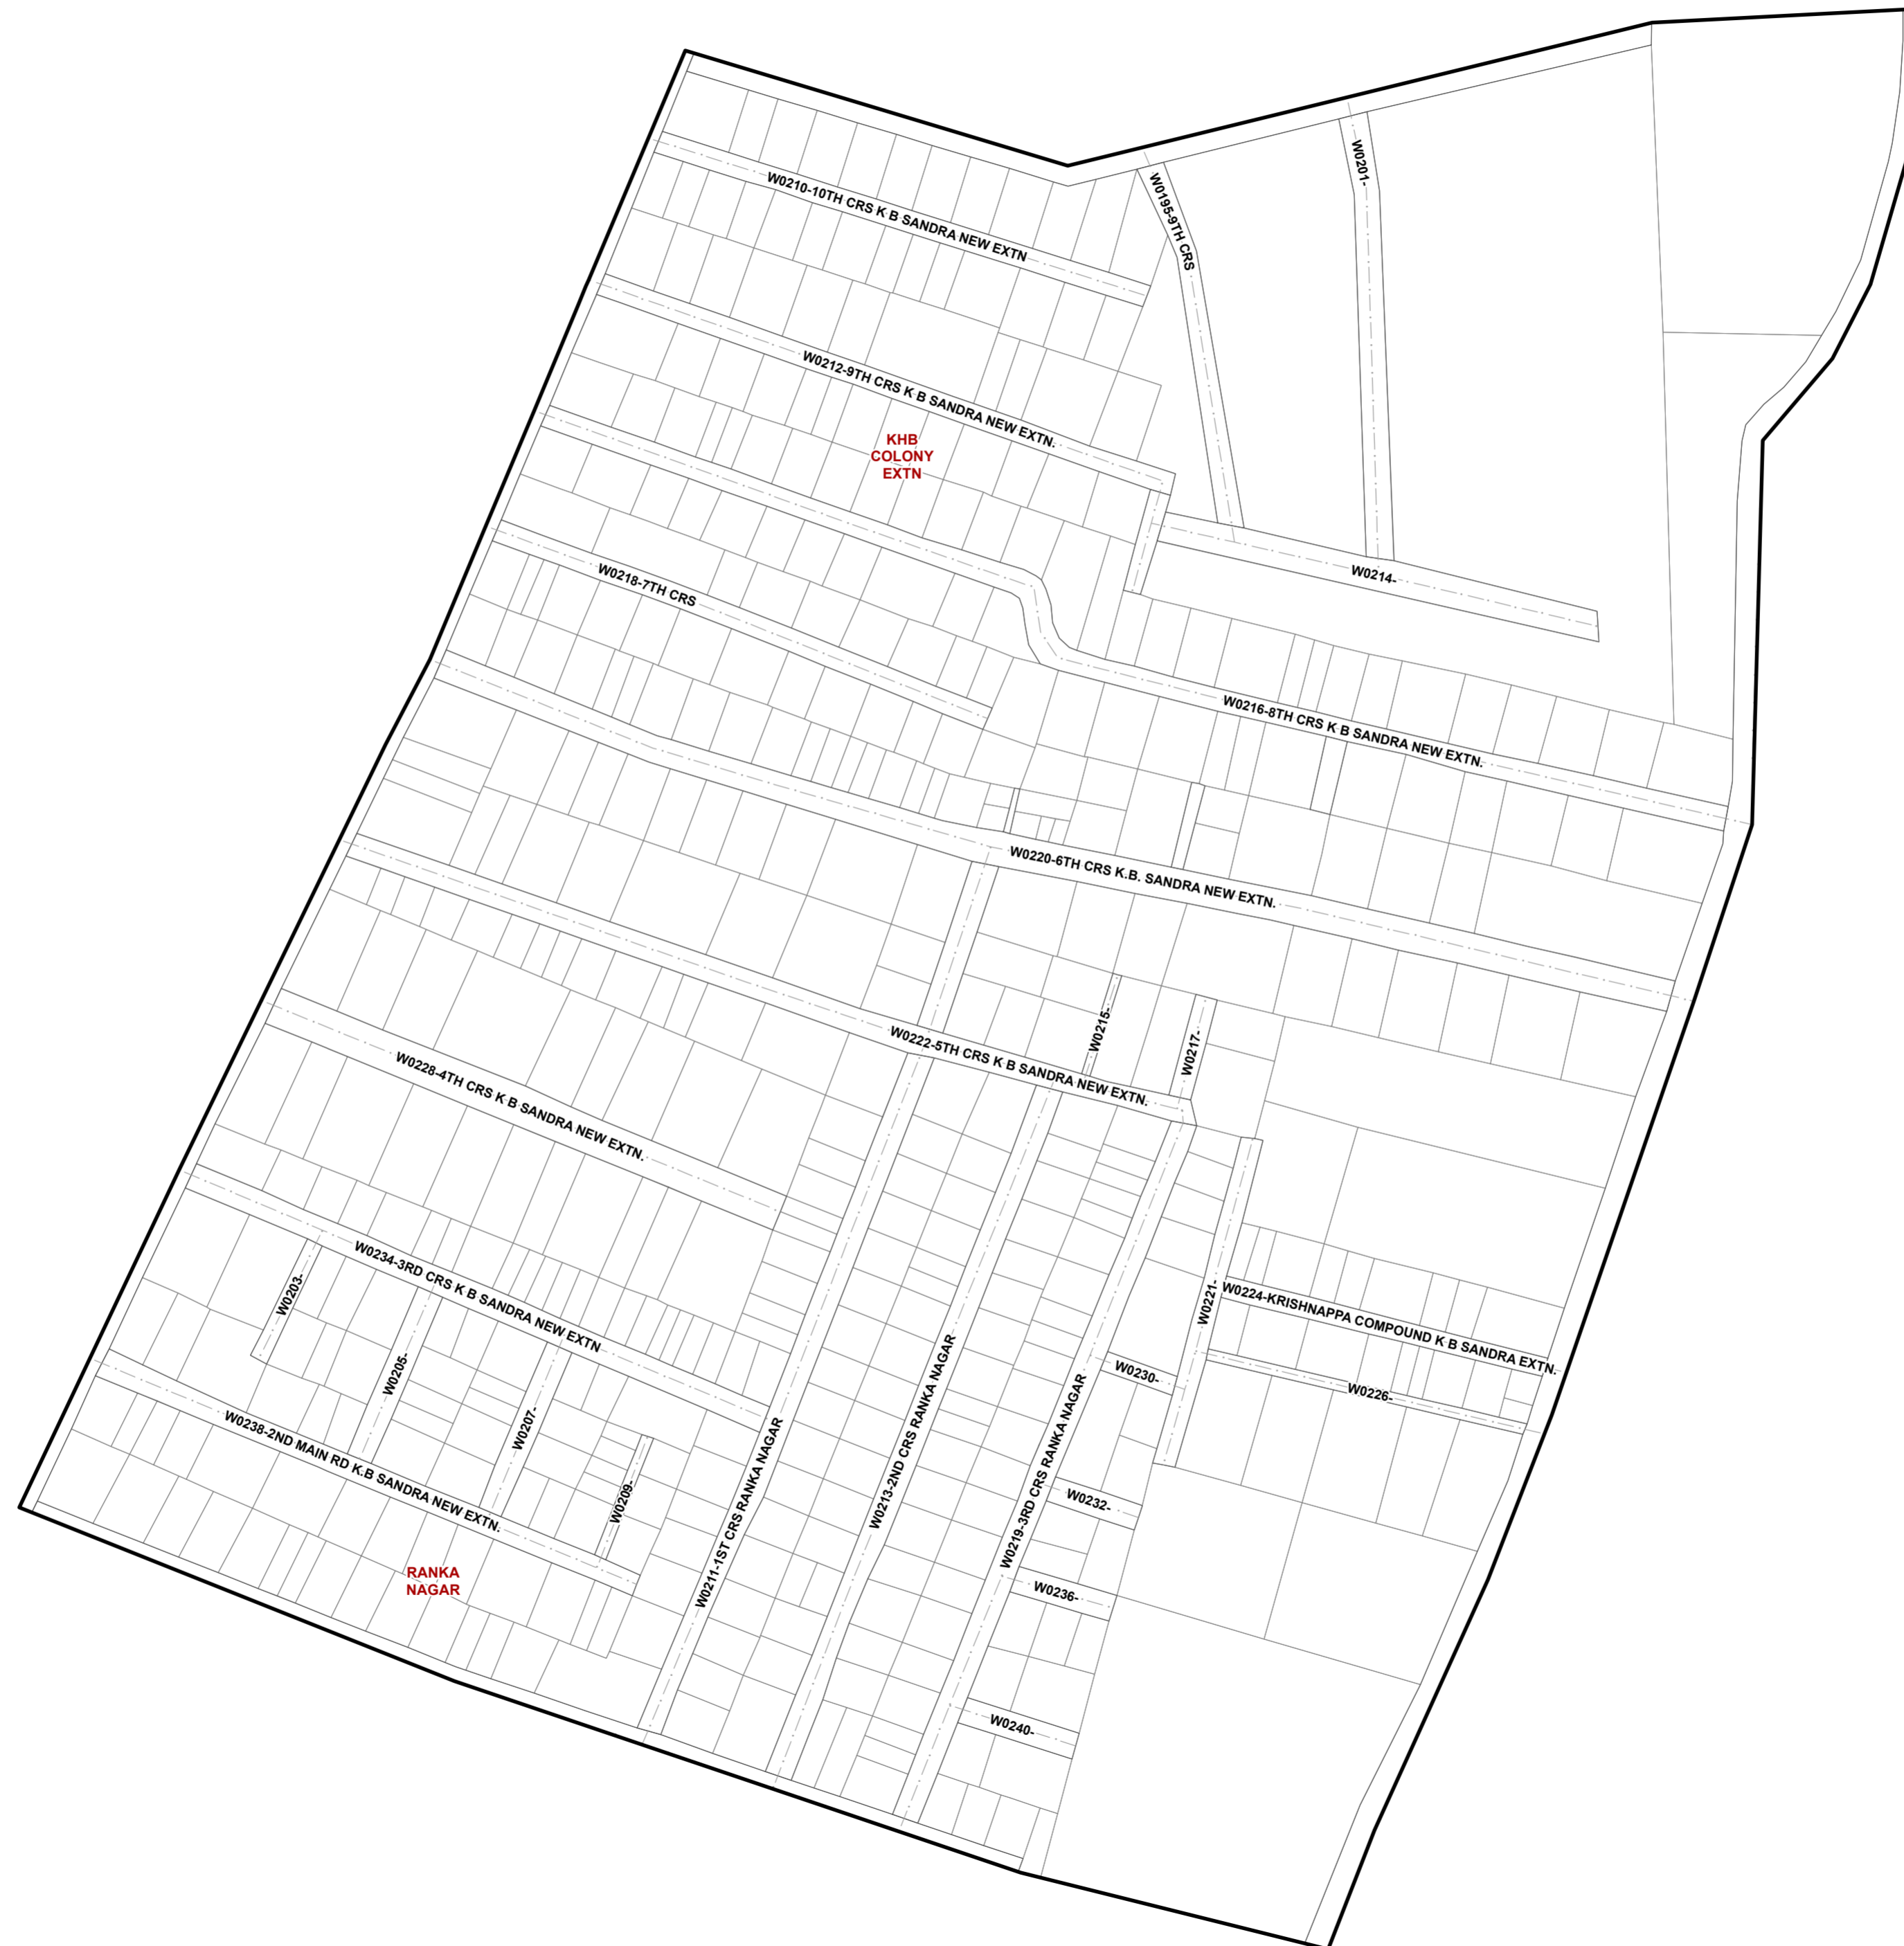 W0201-
W0195-9TH CRS
W0210-10TH CRS K B SANDRA NEW EXTN
W0212-9TH CRS K B SANDRA NEW EXTN.
KHB
COLONY
EXTN
W0214-
W0218-7TH CRS
W0216-8TH CRS K B SANDRA NEW EXTN.
W0220-6TH CRS K.B. SANDRA NEW EXTN.
W0215-
W0217-
W0222-5TH CRS K B SANDRA NEW EXTN.
W0228-4TH CRS K B SANDRA NEW EXTN.
W0234-3RD CRS K B SANDRA NEW EXTN
W0203-
W0221-
W0224-KRISHNAPPA COMPOUND K B SANDRA EXTN.
W0205-
W0230-
W0226-
W0207-
W0238-2ND MAIN RD K.B SANDRA NEW EXTN.
W0209-
W0211-1ST CRS RANKA NAGAR
W0213-2ND CRS RANKA NAGAR
W0219-3RD CRS RANKA NAGAR
W0232-
RANKA
NAGAR
W0236-
W0240-